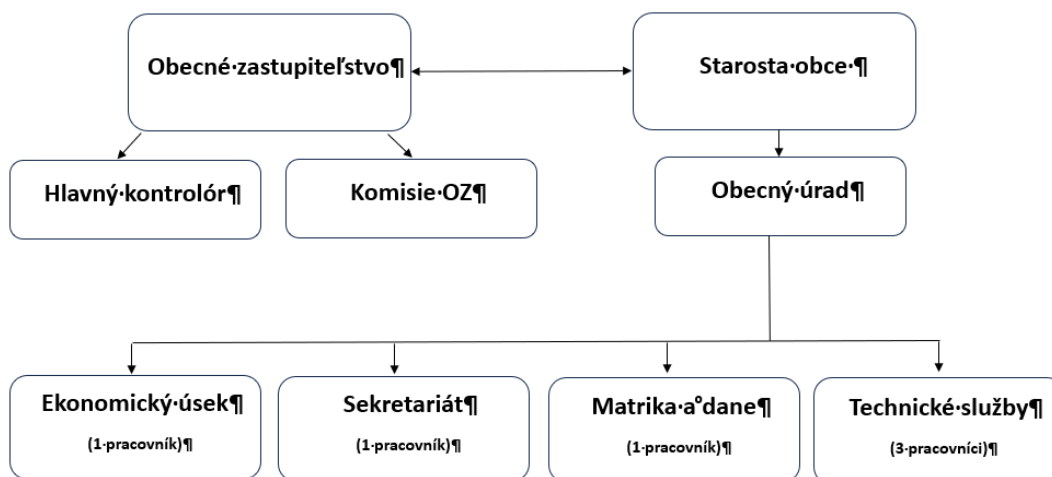 Obecné·zastupiteľstvo¶
Starosta·obce·¶
Hlavný·kontrolór¶
Komisie·OZ¶
Obecný·úrad¶
Ekonomický·úsek¶
(1·pracovník)¶
Sekretariát¶
(1·pracovník)¶
Matrika·a°dane¶
(1·pracovník)¶
Technické·služby¶
(3·pracovníci)¶